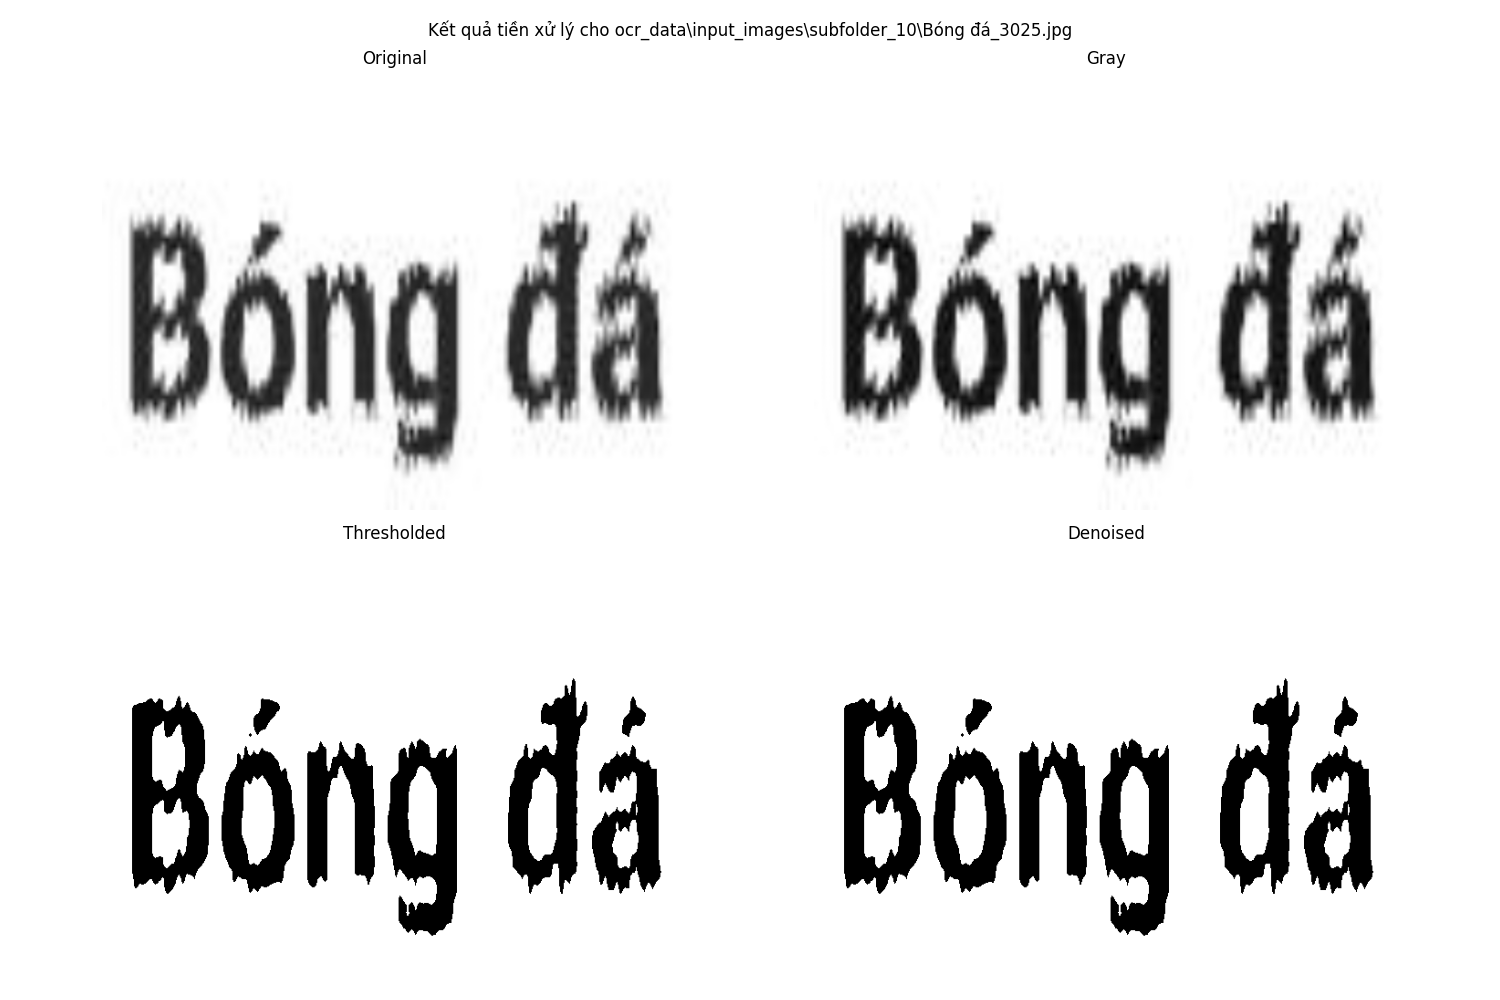 Kết quả tiền xử lý cho ocr_data\input_images\subfolder_10\Bóng đá_3025.jpg
Original
Gray
Bóng đá
Bóng đá
Thresholded
Denoised
Bóng đá
Bóng đá